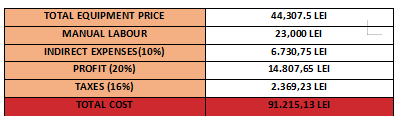 TOTAL EQUIPMENT PRICE 44,307.5 LEI
MANUAL LABOUR 23,000 LEI
INDIRECT EXPENSES(10%) 6.730,75 LEI
PROFIT (20%) 14.807,65 LEI
TAXES (16%) 2.369,23 LEI
TOTAL COST 91.215,13 LEI